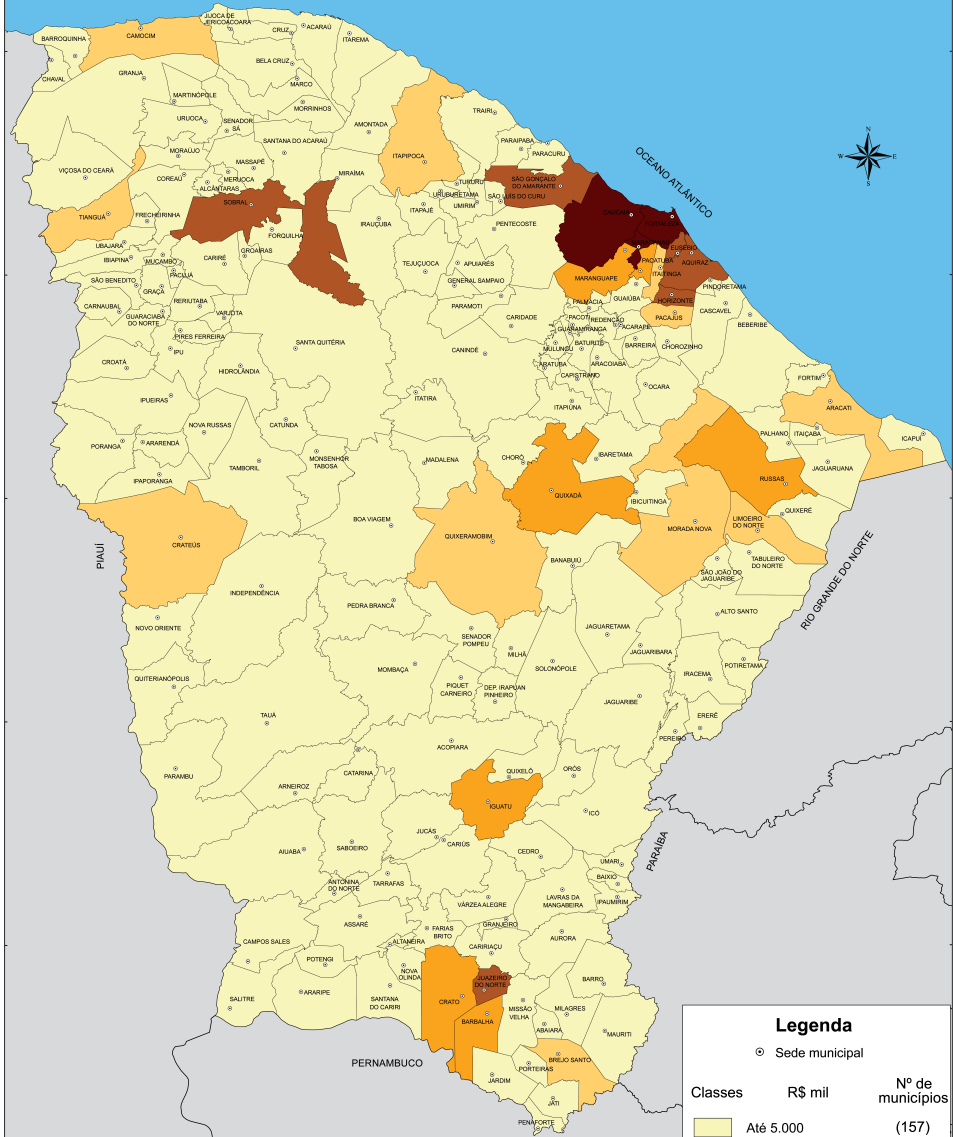 JIJOCA DE
JERICOACOARA
ACARAÚ
CRUZ
ITAREMA
CAMOCIM
BARROQUINHA
CHAVAL
BELA CRUZ
GRANJA
MARCO
MARTINÓPOLE
MORRINHOS
URUOCA
SENADOR
SÁ
AMONTADA
TRAIRI
SANTANA DO ACARAÚ
PARAIPABA
PARACURU
MORAÚJO
MASSAPÊ
ITAPIPOCA
OCEANO ATLÂNTICO
N
W
E
S
VIÇOSA DO CEARÁ
COREAÚ
MERUOCA
ALCÂNTARAS
MIRAÍMA
TURURU
URUBURETAMA
UMIRIM
SÃO LUÍS DO CURU
SÃO GONÇALO
DO AMARANTE
SOBRAL
TIANGUÁ
FRECHEIRINHA
ITAPAJÉ
IRAUÇUBA
PENTECOSTE
CAUCAIA
FORTALEZA
FORQUILHA
UBAJARA
IBIAPINA
MUCAMBO
GROAÍRAS
CARIRÉ
PACUJÁ
EUSÉBIO
AQUIRAZ
PACATUBA
ITAITINGA
TEJUÇUOCA
APUIARÉS
GENERAL SAMPAIO
MARANGUAPE
SÃO BENEDITO
GRAÇA
RERIUTABA
GUAIÚBA
PINDORETAMA
HORIZONTE
CARNAUBAL
GUARACIABA
DO NORTE
VARJOTA
PARAMOTI
PALMÁCIA
CASCAVEL
PACAJUS
BEBERIBE
CARIDADE
PACOTI
REDENÇÃO
GUARAMIRANGA
ACARAPE
PIRES FERREIRA
IPU
SANTA QUITÉRIA
CANINDÉ
MULUNGU
BATURITÉ
BARREIRA
CHOROZINHO
ARATUBA
ARACOIABA
CAPISTRANO
CROATÁ
HIDROLÂNDIA
OCARA
FORTIM
IPUEIRAS
ITATIRA
ITAPIÚNA
ARACATI
NOVA RUSSAS
CATUNDA
PORANGA
ARARENDÁ
PALHANO
ITAIÇABA
ICAPUÍ
MONSENHOR
TABOSA
MADALENA
CHORÓ
IBARETAMA
TAMBORIL
JAGUARUANA
IPAPORANGA
RUSSAS
QUIXADÁ
IBICUITINGA
QUIXERÉ
BOA VIAGEM
MORADA NOVA
LIMOEIRO
DO NORTE
QUIXERAMOBIM
CRATEÚS
PIAUÍ
BANABUIÚ
TABULEIRO
DO NORTE
SÃO JOÃO DO
JAGUARIBE
RIO GRANDE DO NORTE
INDEPENDÊNCIA
PEDRA BRANCA
ALTO SANTO
NOVO ORIENTE
SENADOR
POMPEU
JAGUARETAMA
MILHÃ
JAGUARIBARA
SOLONÓPOLE
MOMBAÇA
POTIRETAMA
IRACEMA
QUITERIANÓPOLIS
PIQUET
CARNEIRO
DEP. IRAPUAN
PINHEIRO
JAGUARIBE
TAUÁ
ERERÊ
PEREIRO
ACOPIARA
PARAMBU
CATARINA
QUIXELÔ
ORÓS
ARNEIROZ
IGUATU
ICÓ
JUCÁS
CARIÚS
AIUABA
SABOEIRO
CEDRO
UMARI
BAIXIO
PARAÍBA
ANTONINA
DO NORTE
TARRAFAS
VÁRZEA ALEGRE
LAVRAS DA
MANGABEIRA
IPAUMIRIM
ASSARÉ
GRANJEIRO
FARIAS
BRITO
AURORA
CAMPOS SALES
ALTANEIRA
CARIRIAÇU
POTENGI
NOVA
OLINDA
JUAZEIRO
DO NORTE
BARRO
SALITRE
ARARIPE
SANTANA
DO CARIRI
CRATO
MISSÃO
VELHA
MILAGRES
BARBALHA
ABAIARA
MAURITI
PERNAMBUCO
BREJO SANTO
PORTEIRAS
JARDIM
JATI
PENAFORTE
Legenda
Sede municipal
Classes R$ mil Nº de
municípios
Até 5.000 (157)